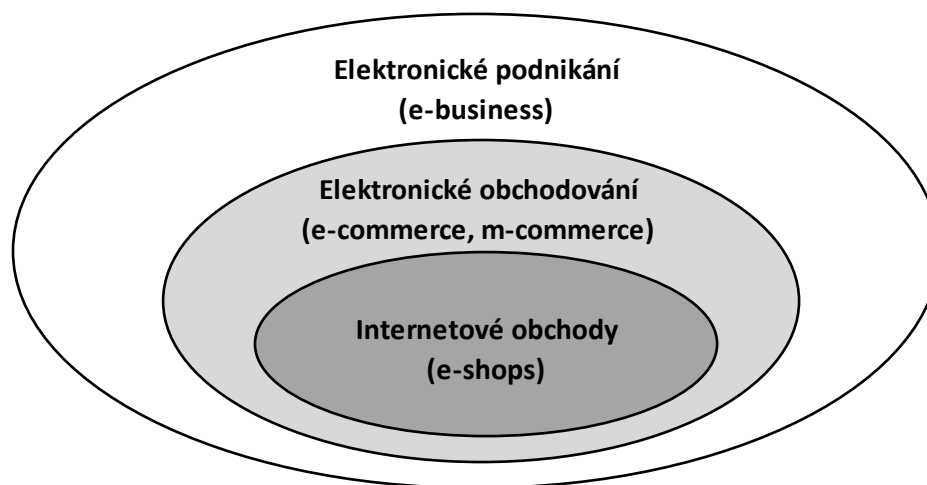 Elektronické podnikání
(e-business)
Elektronické obchodování
(e-commerce, m-commerce)
Internetové obchody
(e-shops)